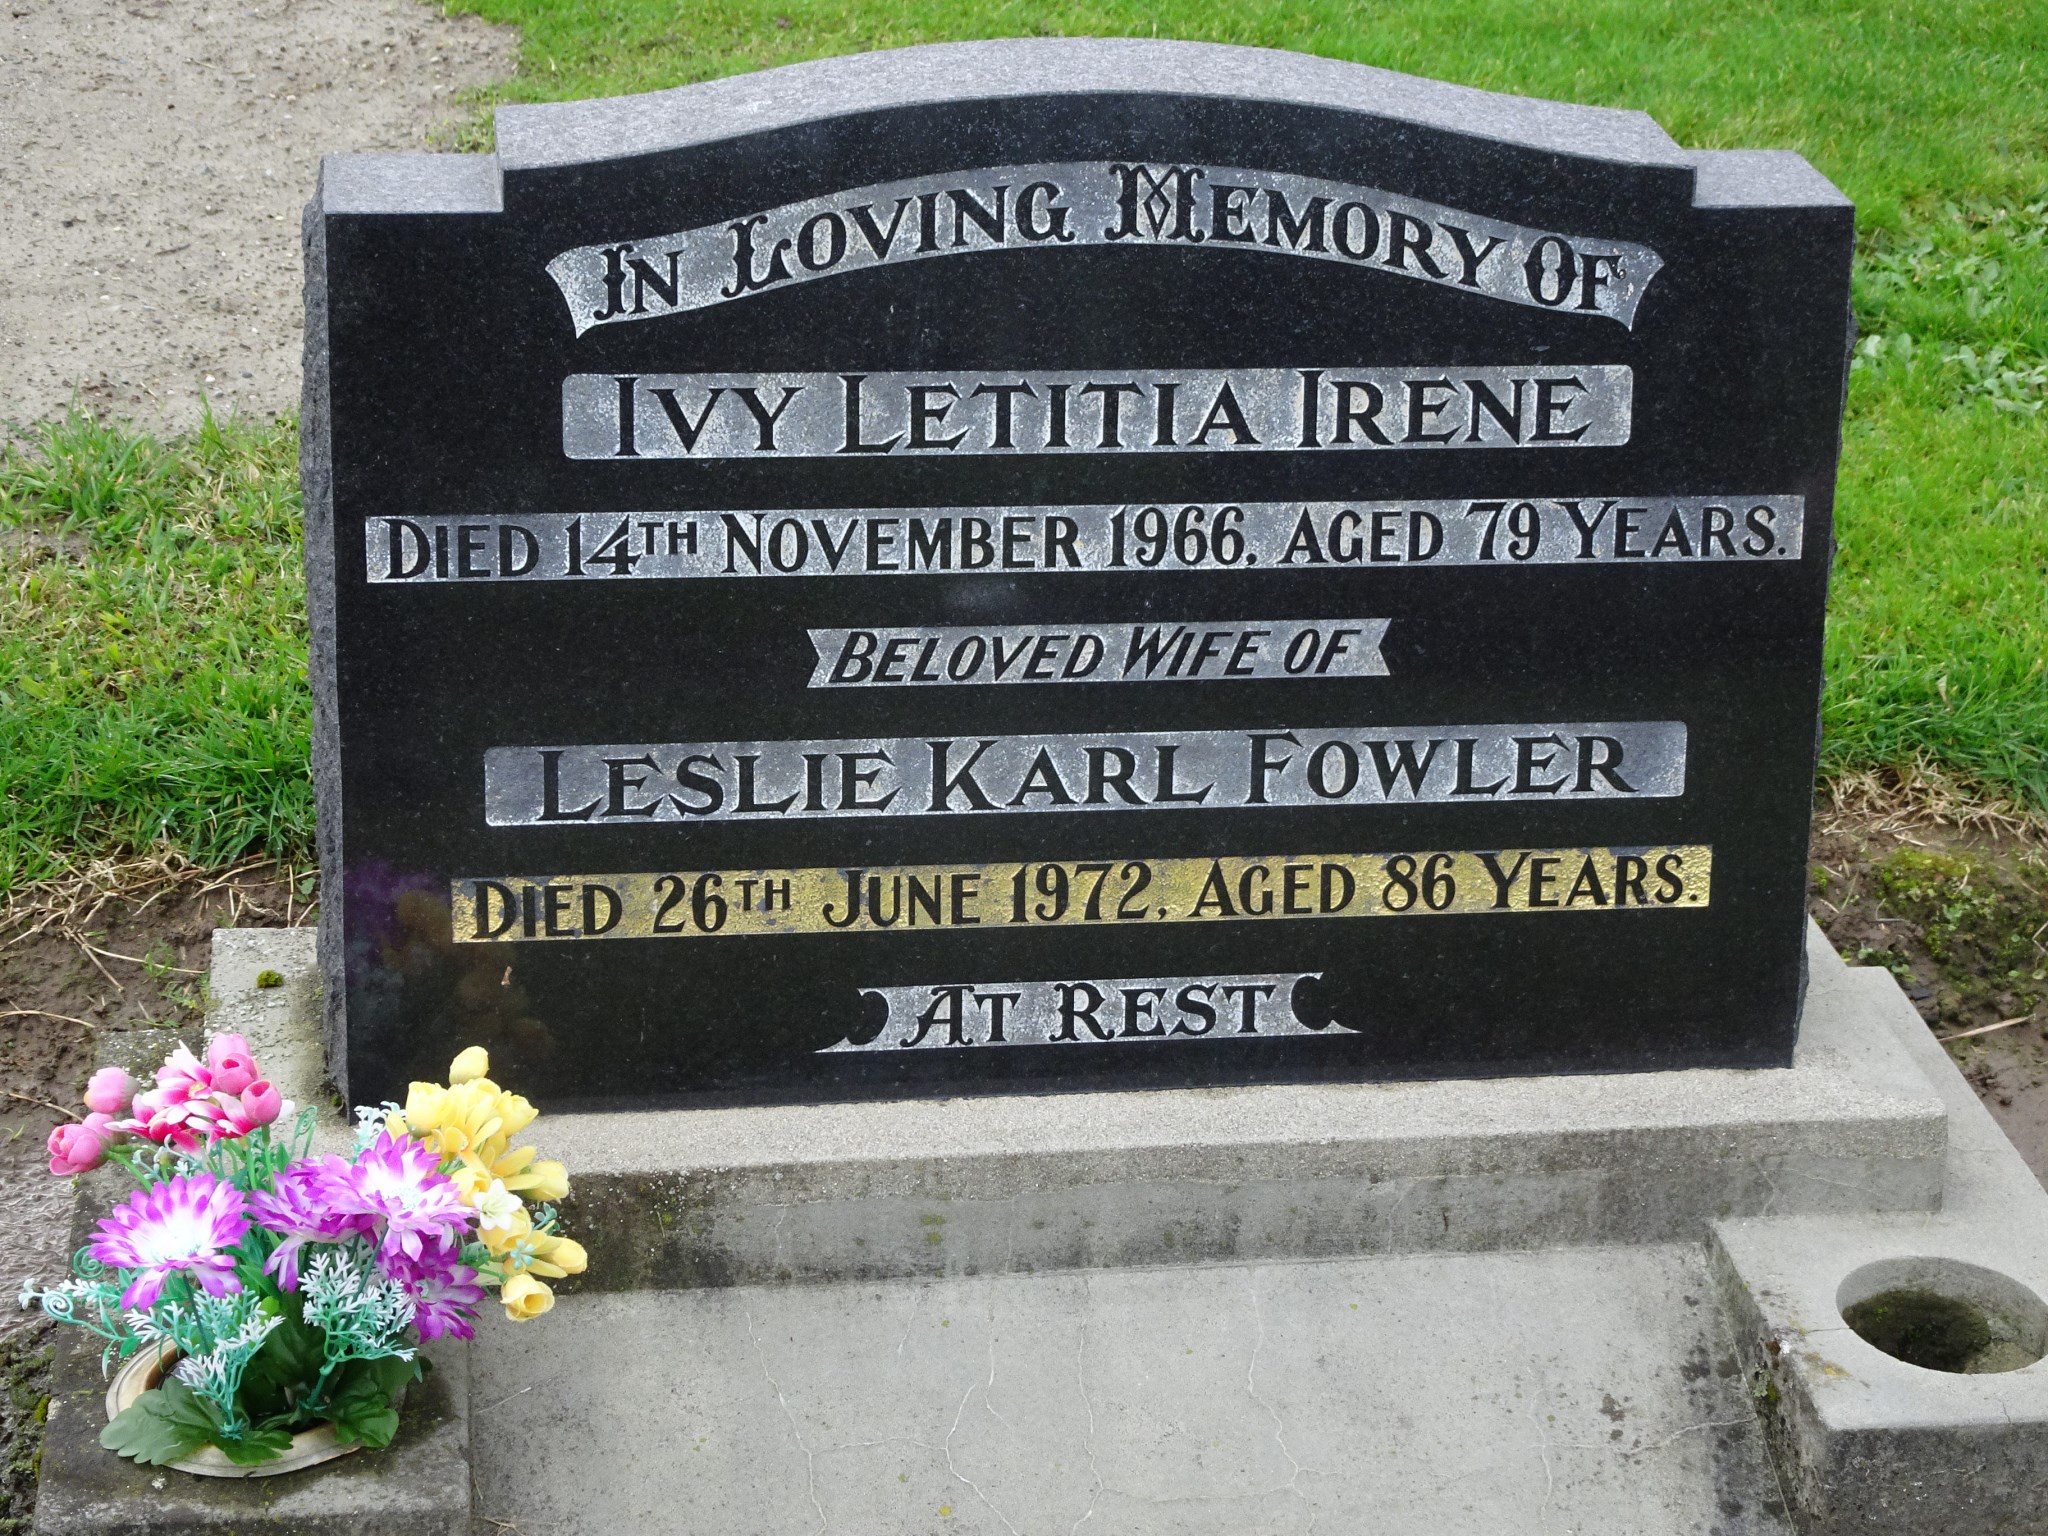 In Loving Memory Of
Ivy Letitia Irene
Died 14th November 1966, Aged 79 Years.
Beloved Wife of
Leslie Karl Fowler
Died 26th June 1972, Aged 86 Years.
At Rest